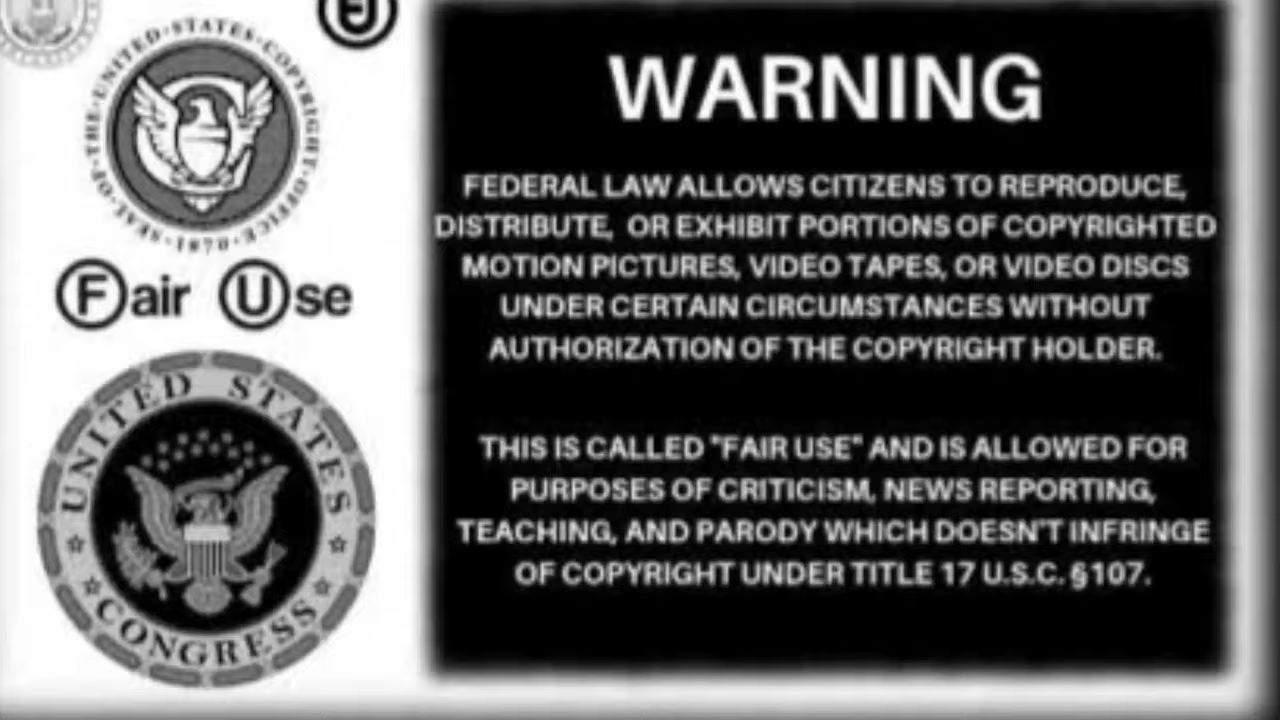 SEAL·OF·THE·UNITED·STATES·COPYRIGHT·OFFICE·1870·
Fair Use
UNITED STATES
CONGRESS
WARNING
FEDERAL LAW ALLOWS CITIZENS TO REPRODUCE,
DISTRIBUTE, OR EXHIBIT PORTIONS OF COPYRIGHTED
MOTION PICTURES, VIDEO TAPES, OR VIDEO DISCS
UNDER CERTAIN CIRCUMSTANCES WITHOUT
AUTHORIZATION OF THE COPYRIGHT HOLDER.
THIS IS CALLED "FAIR USE" AND IS ALLOWED FOR
PURPOSES OF CRITICISM, NEWS REPORTING,
TEACHING, AND PARODY WHICH DOESN'T INFRINGE
OF COPYRIGHT UNDER TITLE 17 U.S.C. §107.